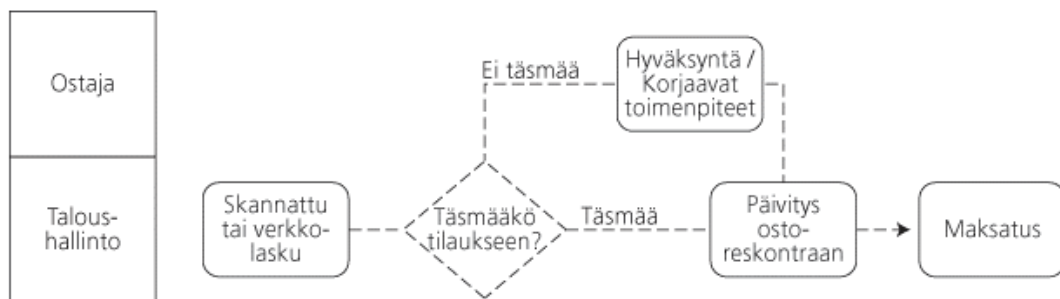 Ostaja
Ei täsmää
Hyväksyntä /
Korjaavat
toimenpiteet
Talous-
hallinto
Skannattu
tai verkko-
lasku
Täsmääkö
tilaukseen?
Täsmää
Päivitys
osto-
reskontraan
Maksatus